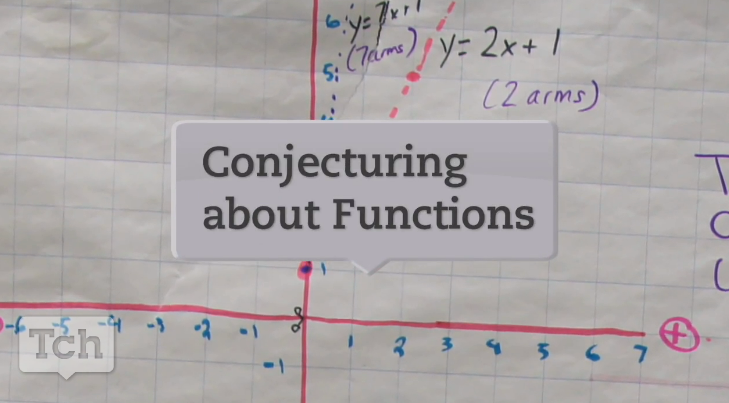 6
y= 7x+1
(7 arms)
y= 2x+1
5
(2 arms)
Conjecturing
about Functions
T
1
-6 -5 -4 -3 -2 -1
1 2 3 4 5 6 7
+
-1
Tch